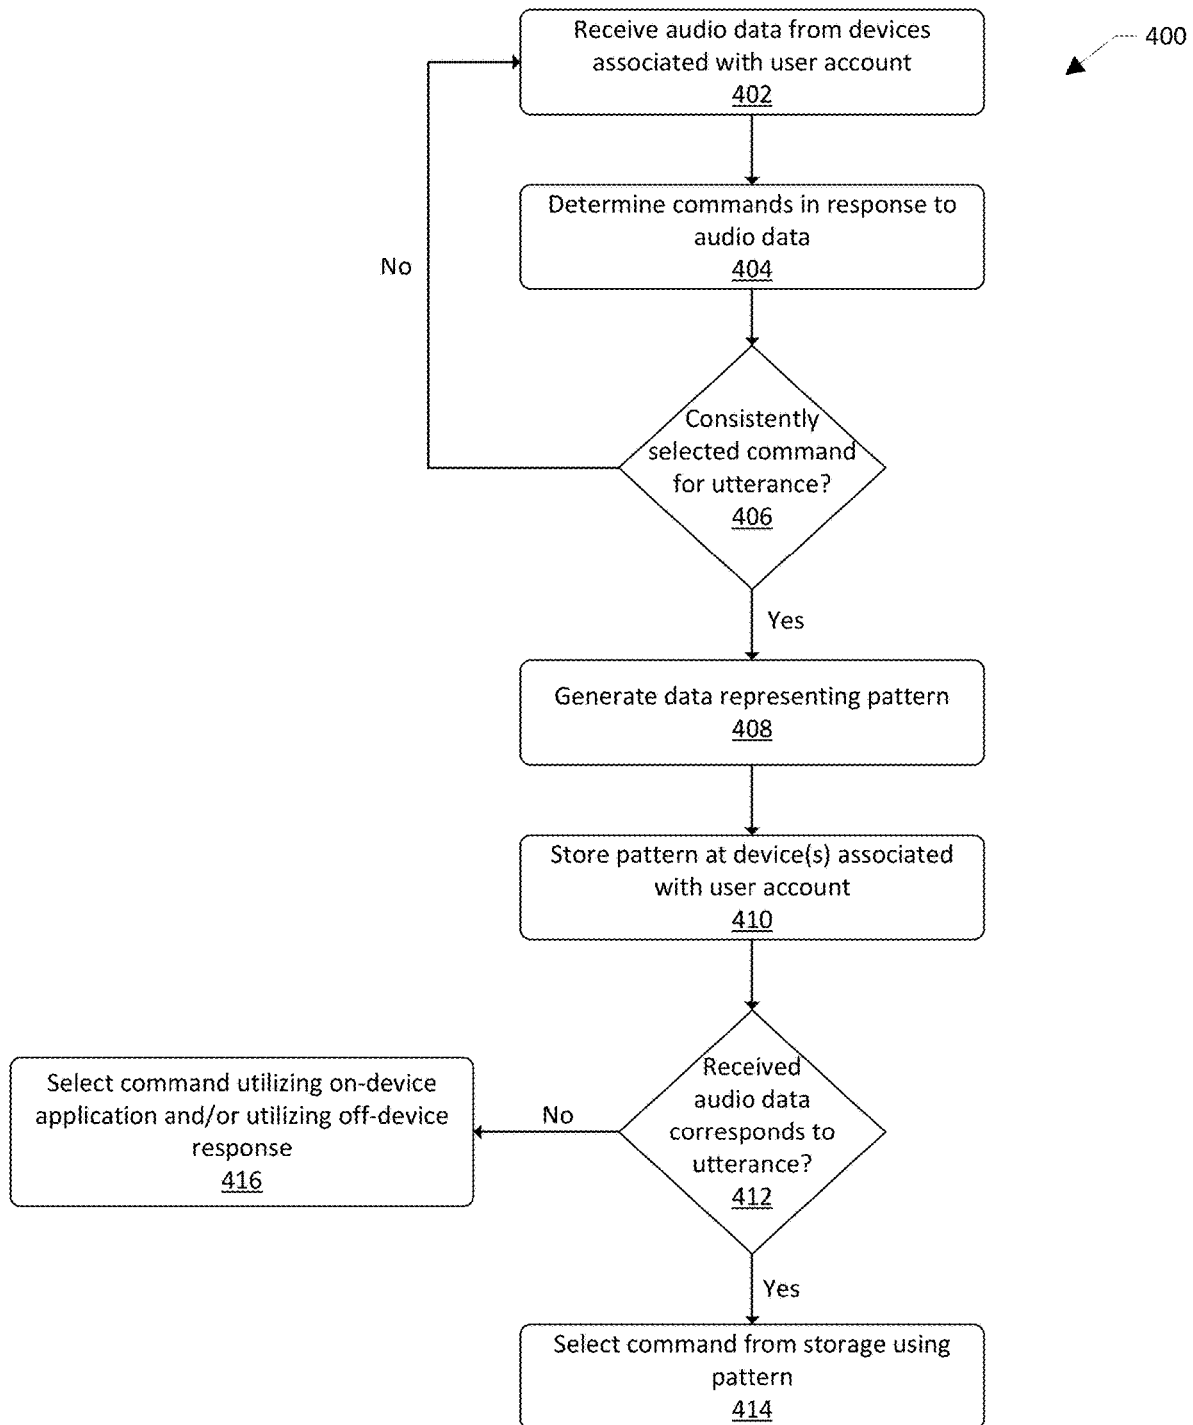 Receive audio data from devices
associated with user account
402
400
Determine commands in response to
audio data
404
No
Consistently
selected command
for utterance?
406
Yes
Generate data representing pattern
408
Store pattern at device(s) associated
with user account
410
Received
audio data
corresponds to
utterance?
412
No
Select command utilizing on-device
application and/or utilizing off-device
response
416
Yes
Select command from storage using
pattern
414